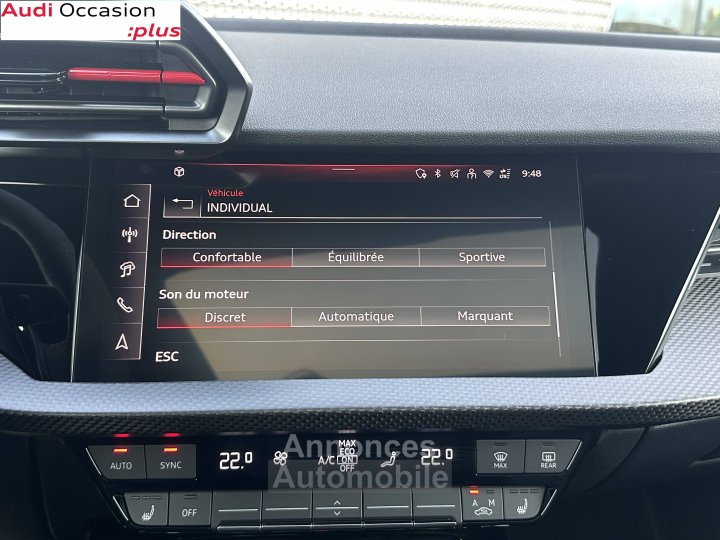 Audi Occasion
:plus
9:48
Véhicule
INDIVIDUAL
Direction
Confortable Équilibrée Sportive
Son du moteur
Discret Automatique Marquant
ESC
AUTO SYNC 22.0 A/C MAX ECO ON OFF 22.0 MAX REAR
OFF A M
Annonces
Automobile